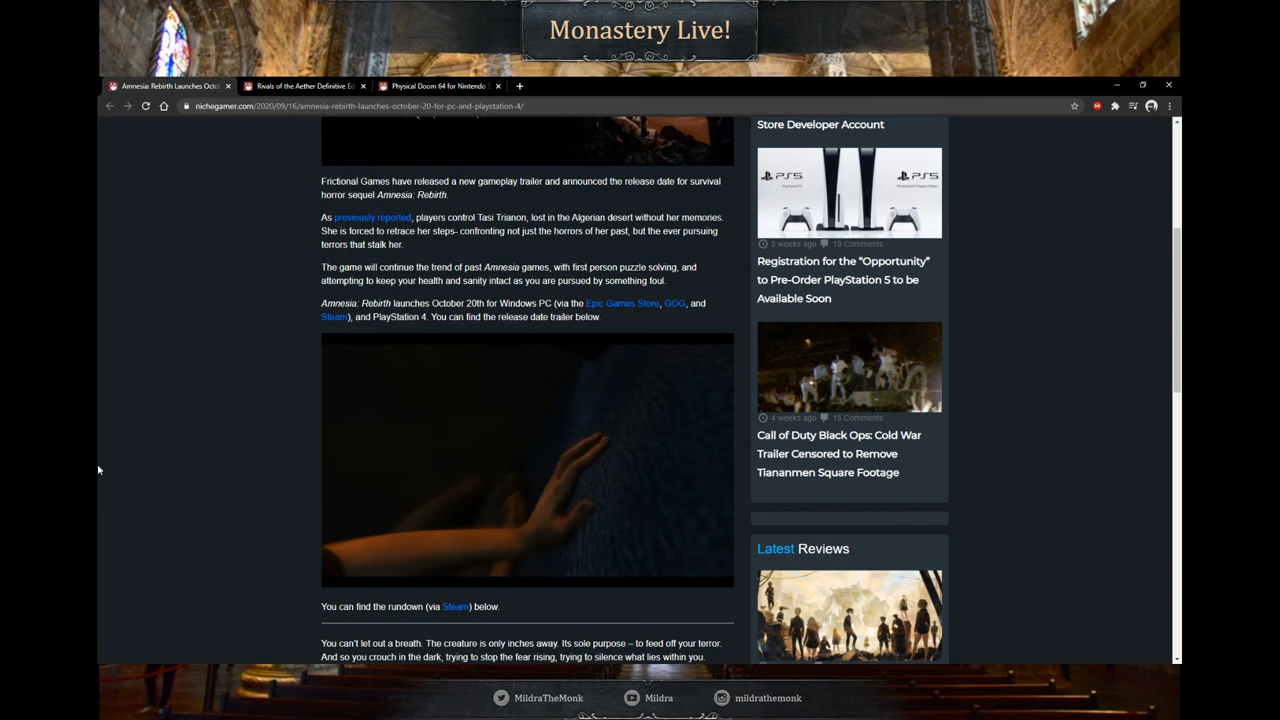 Monastery Live!
Amnesia: Rebirth Launches Octo
Rivals of the Aether Definitive Ed
Physical Doom 64 for Nintendo
nichegamer.com/2020/09/16/amnesia-rebirth-launches-october-20-for-pc-and-playstation-4/
Frictional Games have released a new gameplay trailer and announced the release date for survival
horror sequel Amnesia: Rebirth.
As previously reported, players control Tasi Trianon, lost in the Algerian desert without her memories.
She is forced to retrace her steps- confronting not just the horrors of her past, but the ever pursuing
terrors that stalk her.
The game will continue the trend of past Amnesia games, with first person puzzle solving, and
attempting to keep your health and sanity intact as you are pursued by something foul.
Amnesia: Rebirth launches October 20th for Windows PC (via the Epic Games Store, GOG, and
Steam), and PlayStation 4. You can find the release date trailer below.
You can find the rundown (via Steam) below.
You can't let out a breath. The creature is only inches away. Its sole purpose – to feed off your terror.
And so you crouch in the dark, trying to stop the fear rising, trying to silence what lies within you.
Store Developer Account
PS5
PS5
3 weeks ago 19 Comments
Registration for the “Opportunity”
to Pre-Order PlayStation 5 to be
Available Soon
4 weeks ago 15 Comments
Call of Duty Black Ops: Cold War
Trailer Censored to Remove
Tiananmen Square Footage
Latest Reviews
MildraTheMonk
Mildra
mildrathemonk